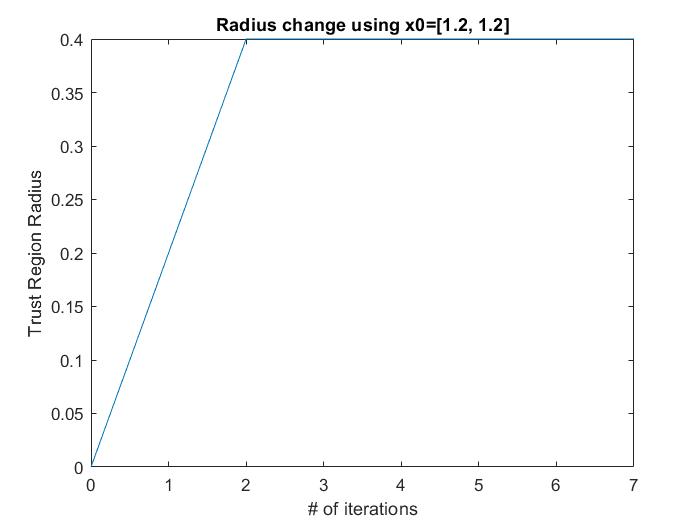 Radius change using x0=[1.2, 1.2]
0.4
0.35
0.3
0.25
0.2
0.15
0.1
0.05
0
Trust Region Radius
0 1 2 3 4 5 6 7
# of iterations